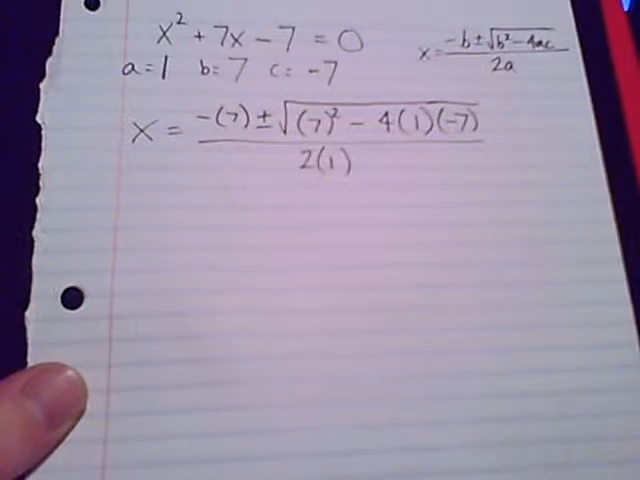 x² + 7x - 7 = 0
x = -b ± √b² - 4ac / 2a
a = 1 b = 7 c = -7
x = -(7) ± √(7)² - 4(1)(-7) / 2(1)